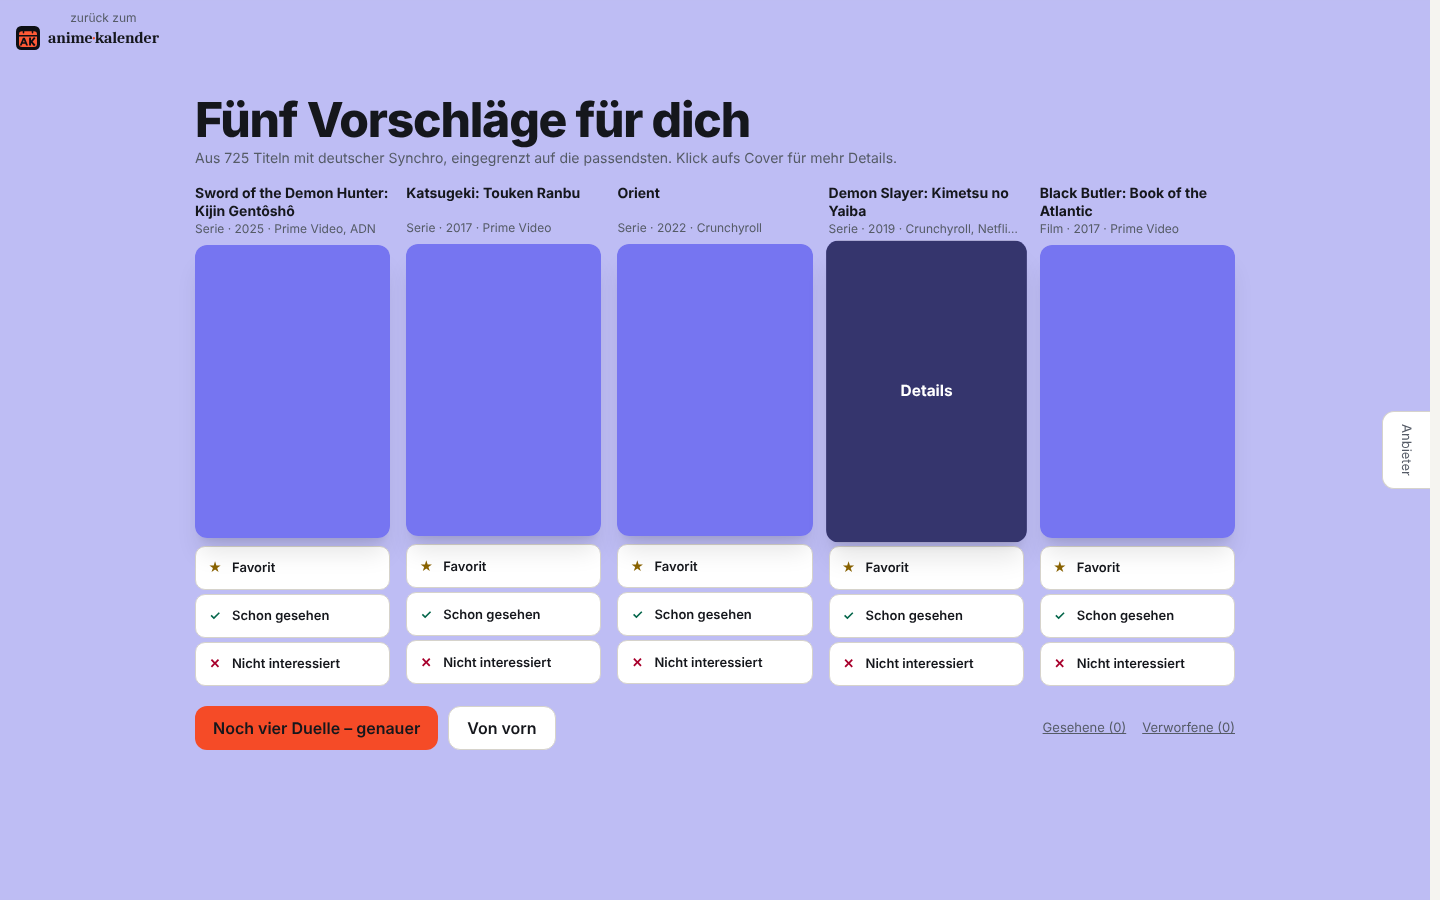 zurück zum
AK
anime·kalender
Fünf Vorschläge für dich
Aus 725 Titeln mit deutscher Synchro, eingegrenzt auf die passendsten. Klick aufs Cover für mehr Details.
Sword of the Demon Hunter:
Kijin Gentôshô
Serie · 2025 · Prime Video, ADN
Favorit
Schon gesehen
Nicht interessiert
Katsugeki: Touken Ranbu
Serie · 2017 · Prime Video
Favorit
Schon gesehen
Nicht interessiert
Orient
Serie · 2022 · Crunchyroll
Favorit
Schon gesehen
Nicht interessiert
Demon Slayer: Kimetsu no
Yaiba
Serie · 2019 · Crunchyroll, Netfli...
Details
Favorit
Schon gesehen
Nicht interessiert
Black Butler: Book of the
Atlantic
Film · 2017 · Prime Video
Favorit
Schon gesehen
Nicht interessiert
Anbieter
Noch vier Duelle – genauer
Von vorn
Gesehene (0)
Verworfene (0)